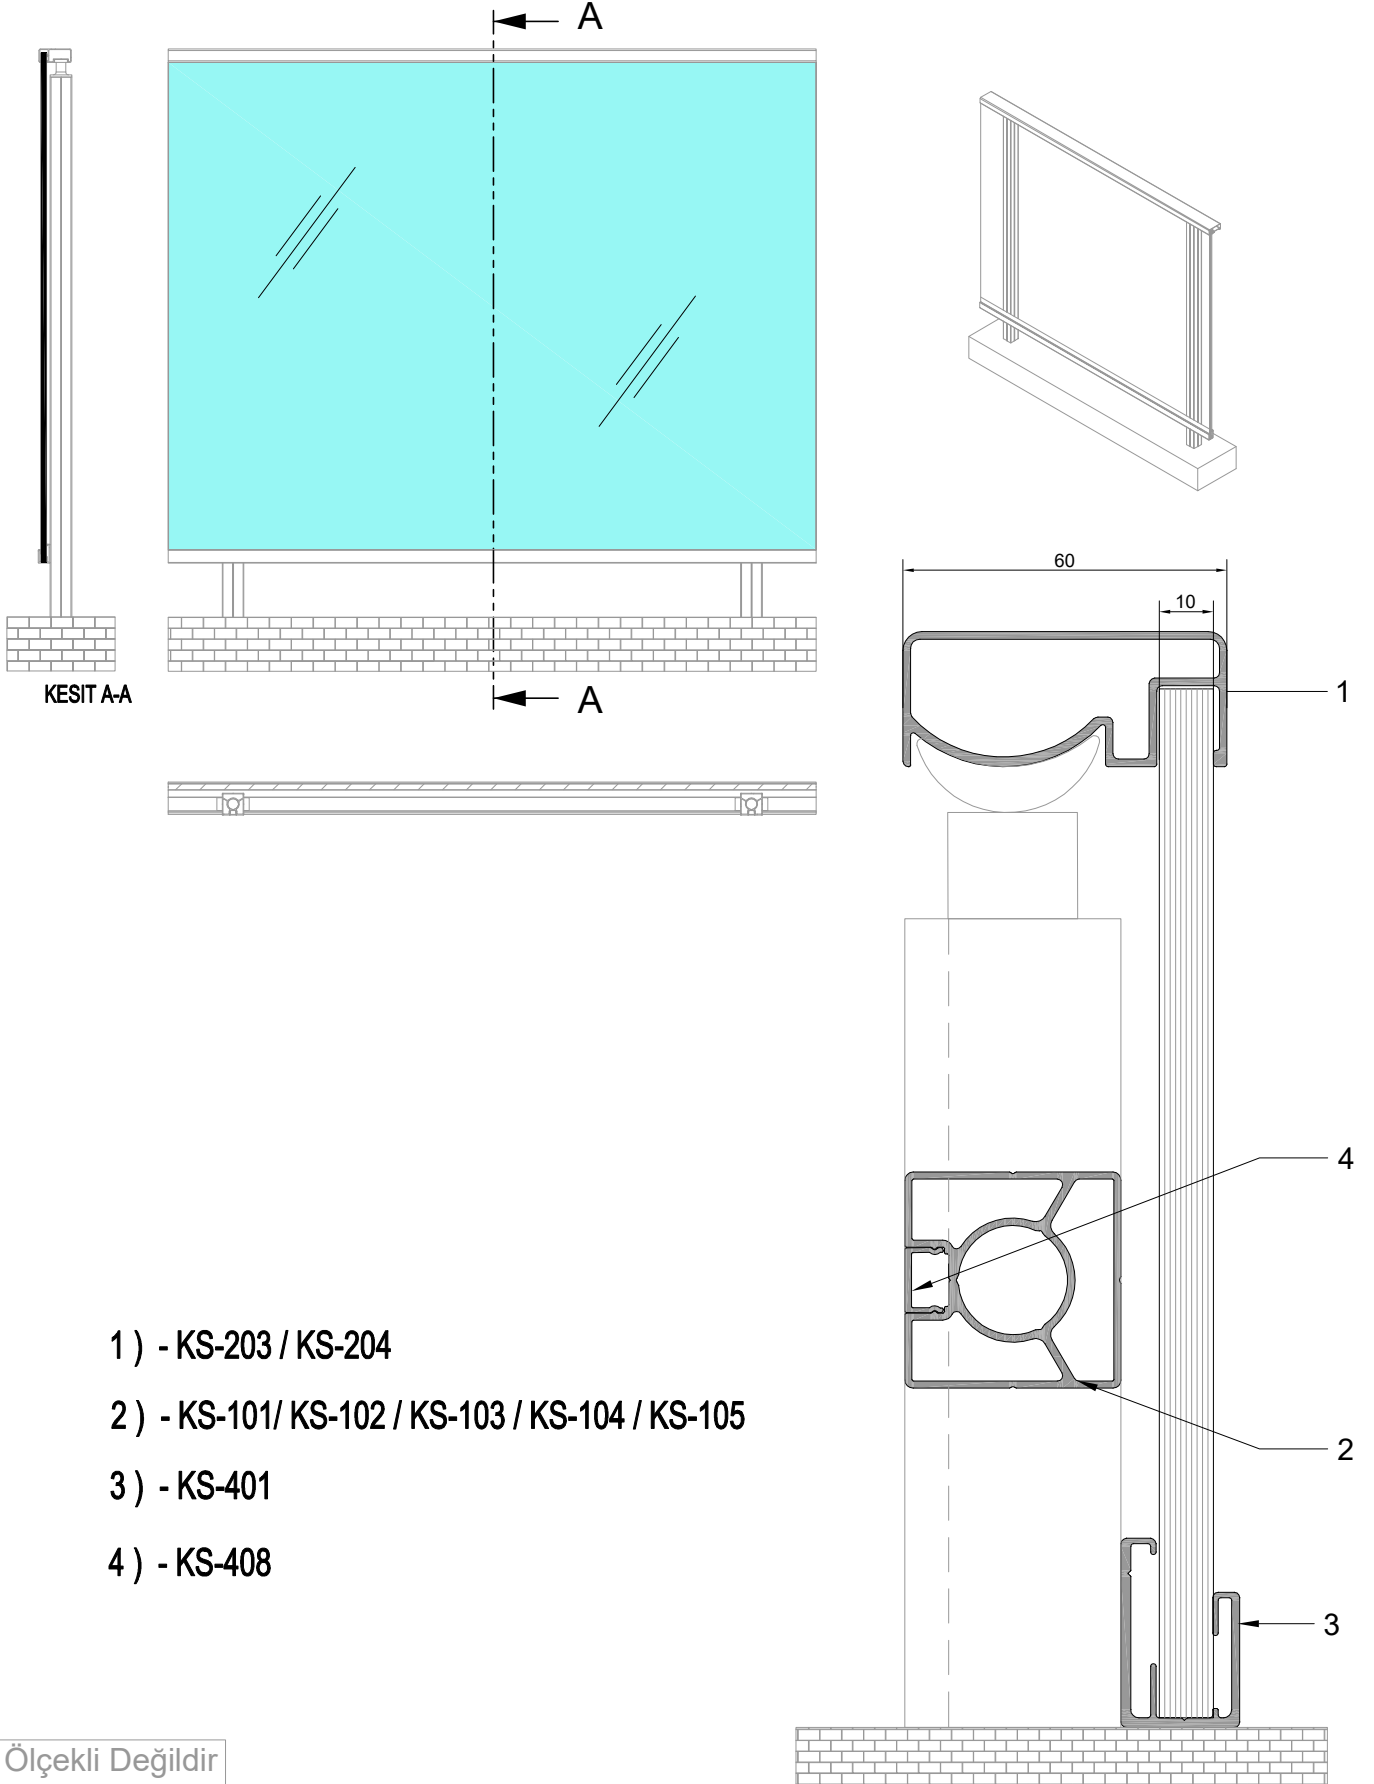 A
KESIT A-A
A
60
10
1
4
2
3
1 ) - KS-203 / KS-204
2 ) - KS-101/ KS-102 / KS-103 / KS-104 / KS-105
3 ) - KS-401
4 ) - KS-408
Ölçekli Değildir